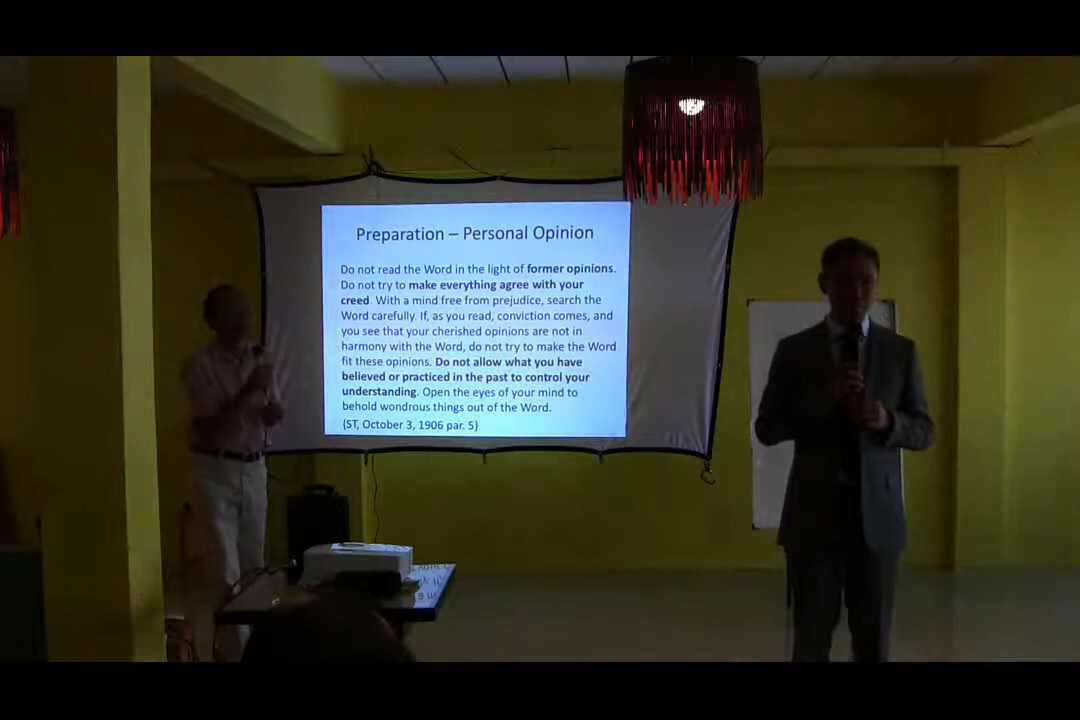 Preparation – Personal Opinion
Do not read the Word in the light of former opinions.
Do not try to make everything agree with your
creed. With a mind free from prejudice, search the
Word carefully. If, as you read, conviction comes, and
you see that your cherished opinions are not in
harmony with the Word, do not try to make the Word
fit these opinions. Do not allow what you have
believed or practiced in the past to control your
understanding. Open the eyes of your mind to
behold wondrous things out of the Word.
{ST, October 3, 1906 par. 5}